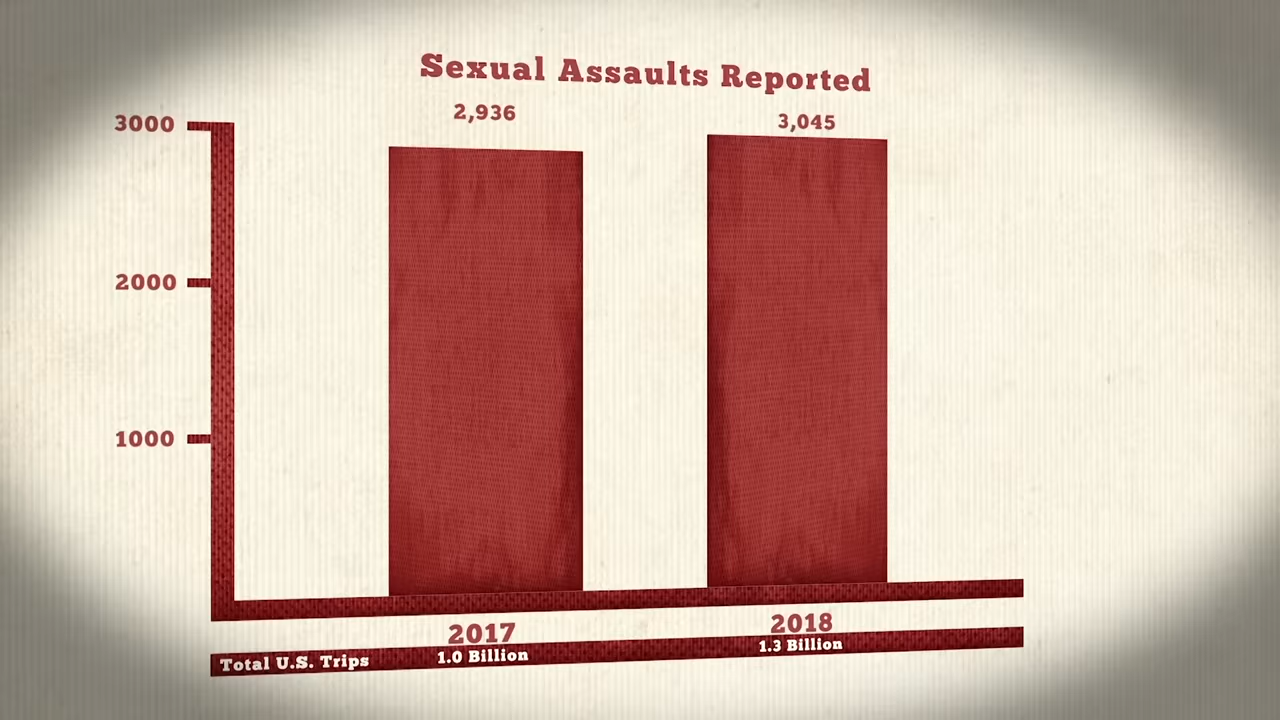 Sexual Assaults Reported
2,936
3,045
3000
2000
1000
2017
2018
Total U.S. Trips
1.0 Billion
1.3 Billion